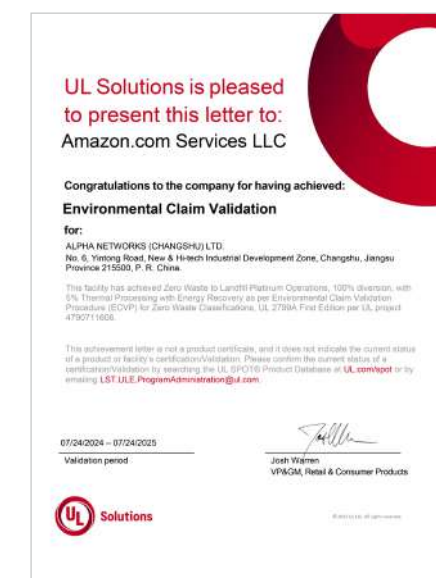 UL Solutions is pleased
to present this letter to:
Amazon.com Services LLC
Congratulations to the company for having achieved:
Environmental Claim Validation
for:
ALPHA NETWORKS (CHANGSHU) LTD.
No. 6, Yintong Road, New & Hi-tech Industrial Development Zone, Changshu, Jiangsu
Province 215500, P. R. China
This facility has achieved Zero Waste to Landfill Platinum Operations, 100% diversion, with
5% Thermal Processing with Energy Recovery as per Environmental Claim Validation
Procedure (ECVP) for Zero Waste Classifications, UL 2799A First Edition per UL project
4790711606.
This achievement letter is not a product certificate, and it does not indicate the current status
of a product or facility's certification/Validation. Please confirm the current status of a
certification/Validation by searching the UL SPOT® Product Database at UL.com/spot or by
emailing LST.ULE.ProgramAdministration@ul.com.
07/24/2024 – 07/24/2025
Validation period
Josh Warren
VP&GM, Retail & Consumer Products
UL Solutions